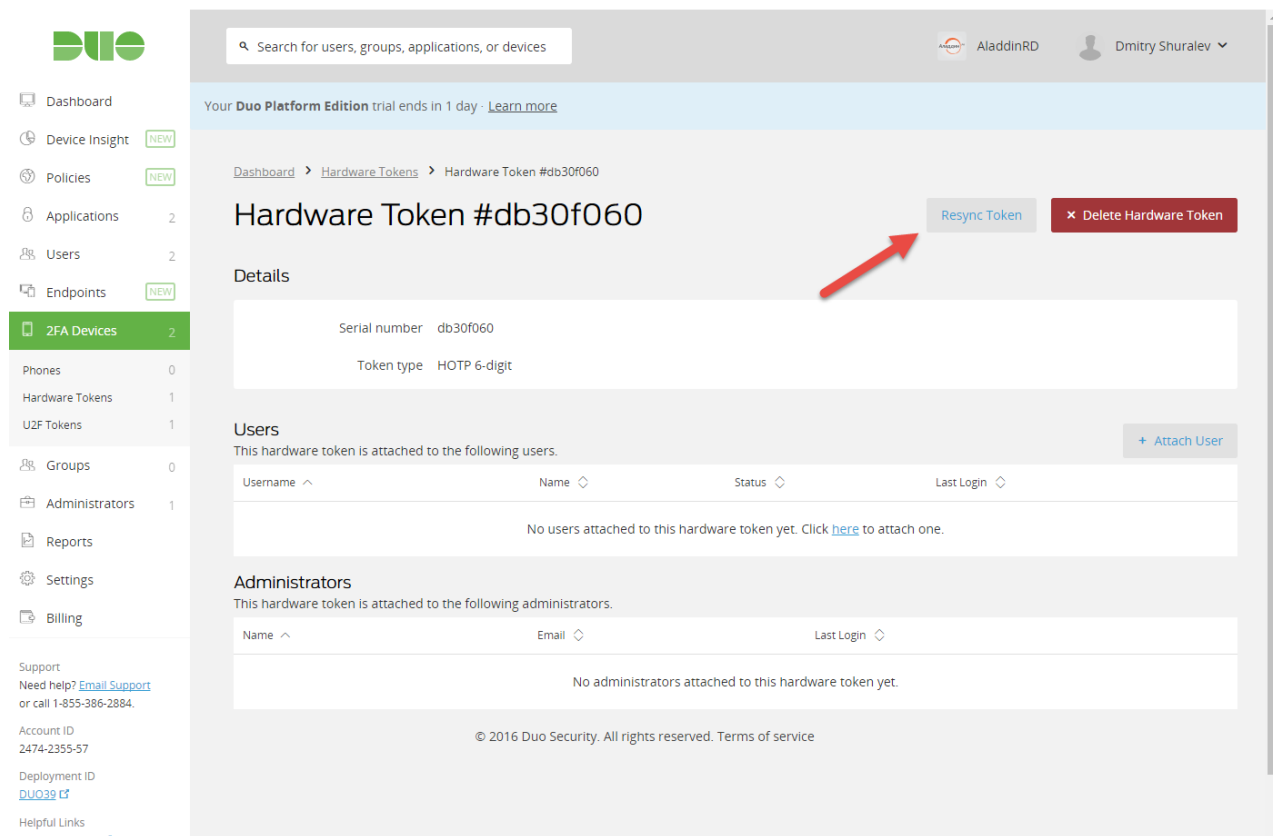 DUO
Search for users, groups, applications, or devices
AladdinRD
Dmitry Shuralev
Dashboard
Device Insight NEW
Policies NEW
Applications 2
Users 2
Endpoints NEW
2FA Devices 2
Phones 0
Hardware Tokens 1
U2F Tokens 1
Groups 0
Administrators 1
Reports
Settings
Billing
Support
Need help? Email Support
or call 1-855-386-2884.
Account ID
2474-2355-57
Deployment ID
DUO39
Helpful Links
Your Duo Platform Edition trial ends in 1 day · Learn more
Dashboard > Hardware Tokens > Hardware Token #db30f060
Hardware Token #db30f060
Resync Token
× Delete Hardware Token
Details
Serial number db30f060
Token type HOTP 6-digit
Users
This hardware token is attached to the following users.
+ Attach User
Username Name Status Last Login
No users attached to this hardware token yet. Click here to attach one.
Administrators
This hardware token is attached to the following administrators.
Name Email Last Login
No administrators attached to this hardware token yet.
© 2016 Duo Security. All rights reserved. Terms of service